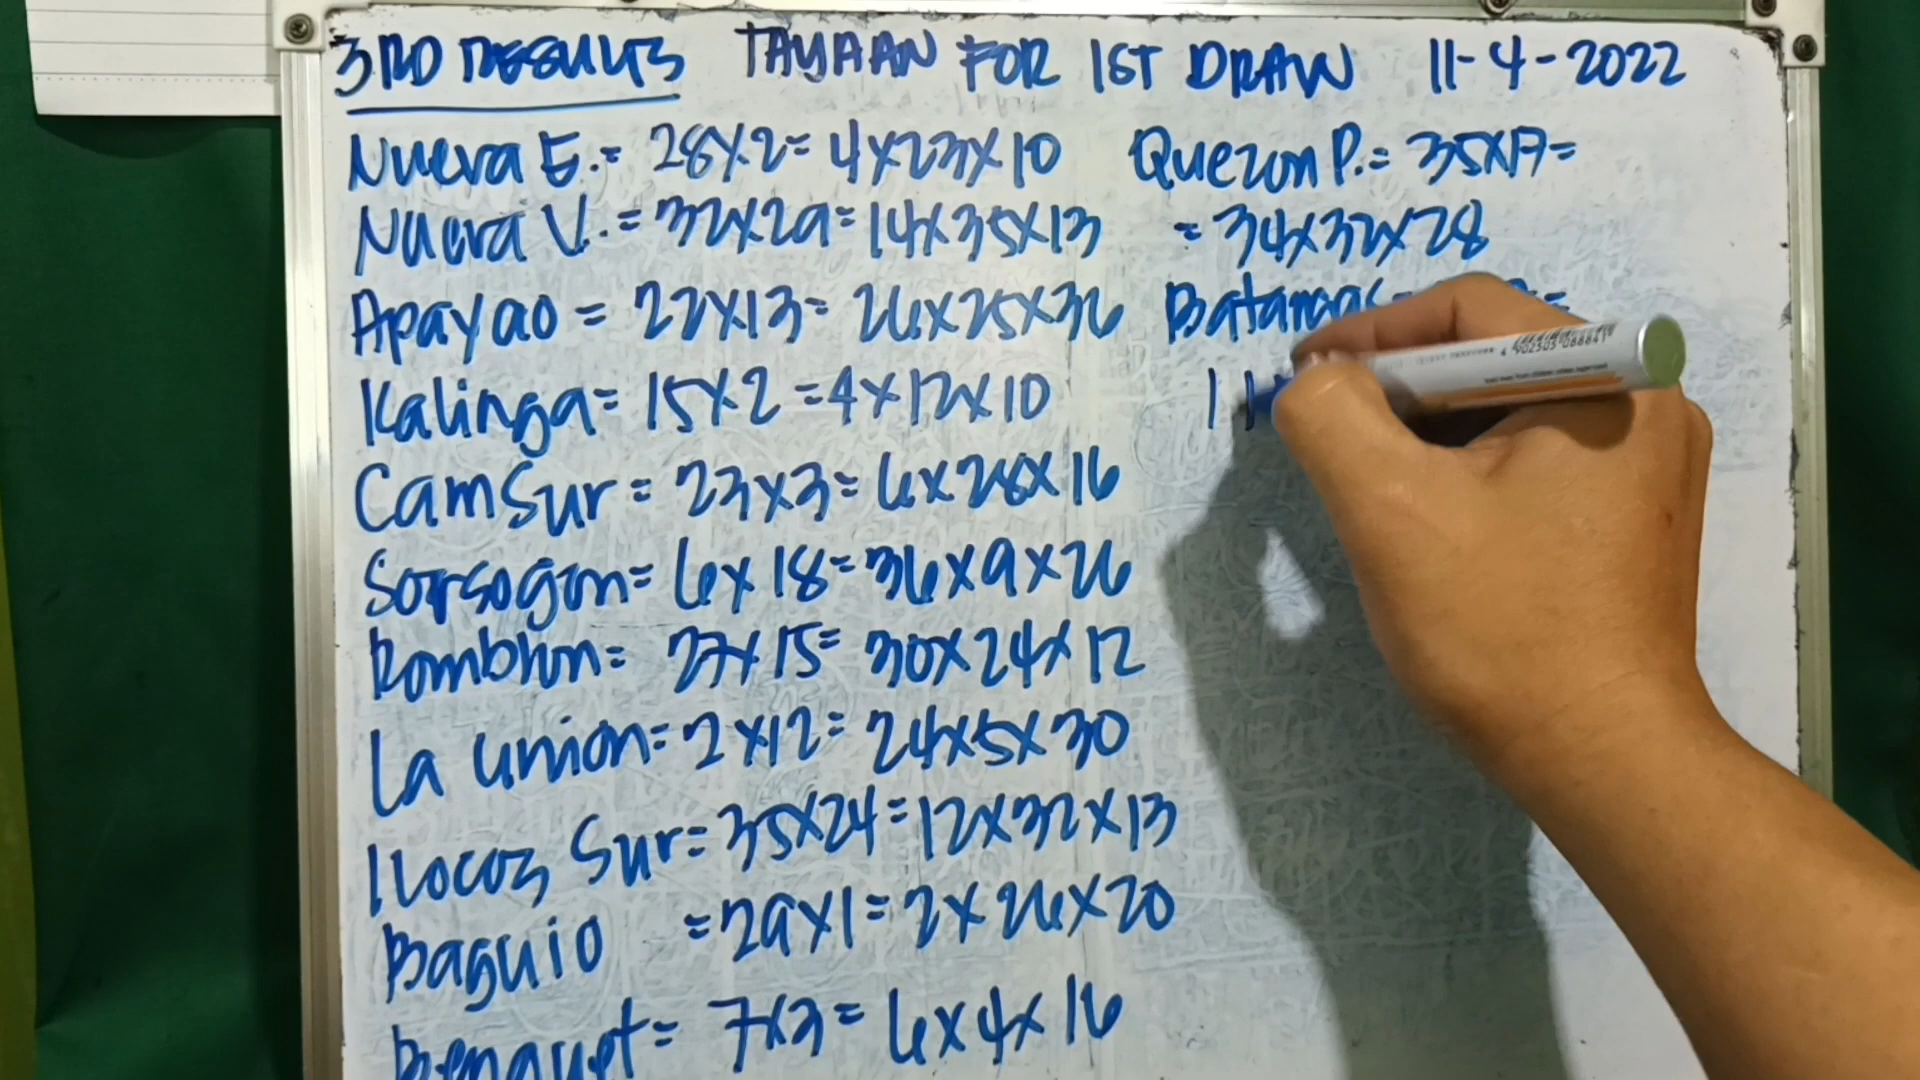 3RD RESULTS TAYAAN FOR 1ST DRAW 11-4-2022
Nueva E. = 28x2 = 4x23x10
Nueva V. = 32x29 = 14x35x13
Apayao = 22x13 = 26x25x36
Kalinga = 15x2 = 4x12x10
CamSur = 23x3 = 6x28x16
Sorsogon = 6x18 = 36x9x26
Romblon = 27x15 = 30x24x12
La Union = 2x12 = 24x5x30
Ilocos Sur = 35x24 = 12x32x13
Baguio = 29x1 = 2x26x20
Benguet = 7x3 = 6x4x16
Quezon P. = 35x17 =
= 34x32x28
Batangas =
11